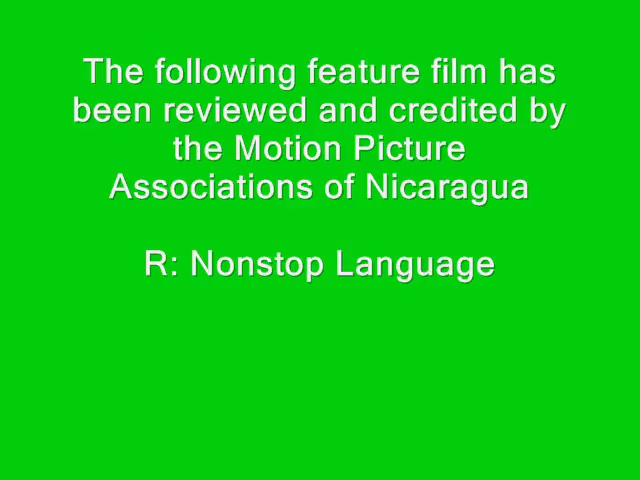 The following feature film has
been reviewed and credited by
the Motion Picture
Associations of Nicaragua
R: Nonstop Language